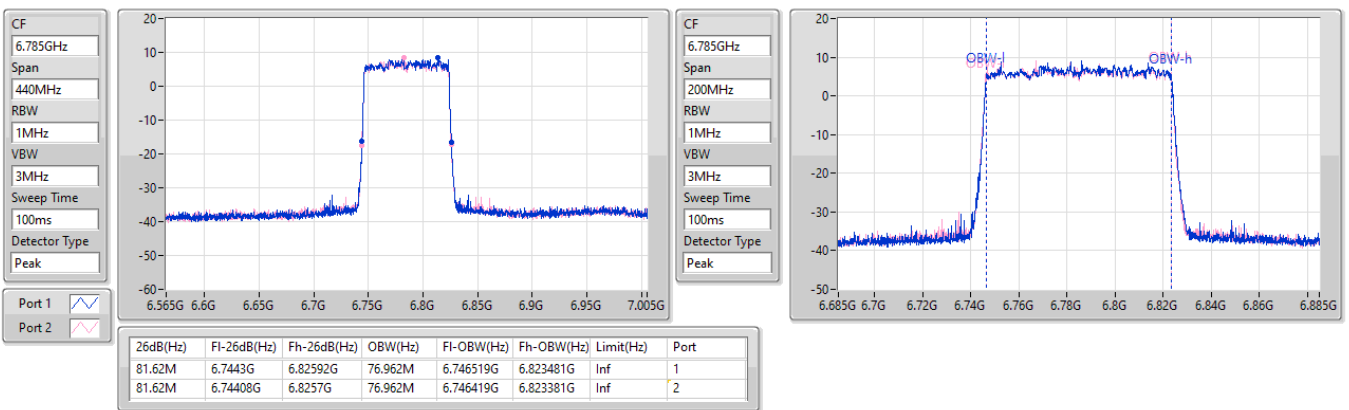 CF
6.785GHz
Span
440MHz
RBW
1MHz
VBW
3MHz
Sweep Time
100ms
Detector Type
Peak
Port 1
Port 2
20
10
0
-10
-20
-30
-40
-50
-60
6.565G 6.6G 6.65G 6.7G 6.75G 6.8G 6.85G 6.9G 6.95G 7.005G
CF
6.785GHz
Span
200MHz
RBW
1MHz
VBW
3MHz
Sweep Time
100ms
Detector Type
Peak
20
10
0
-10
-20
-30
-40
-50
OBW-l OBW-h
6.685G 6.7G 6.72G 6.74G 6.76G 6.78G 6.8G 6.82G 6.84G 6.86G 6.885G
26dB(Hz) Fl-26dB(Hz) Fh-26dB(Hz) OBW(Hz) Fl-OBW(Hz) Fh-OBW(Hz) Limit(Hz) Port
81.62M 6.7443G 6.82592G 76.962M 6.746519G 6.823481G Inf 1
81.62M 6.74408G 6.8257G 76.962M 6.746419G 6.823381G Inf 2